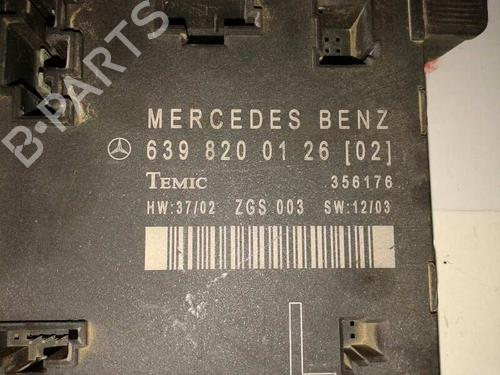 B-PARTS
MERCEDES BENZ
639 820 01 26 [02]
TEMIC 356176
HW:37/02 ZGS 003 SW:12/03
L